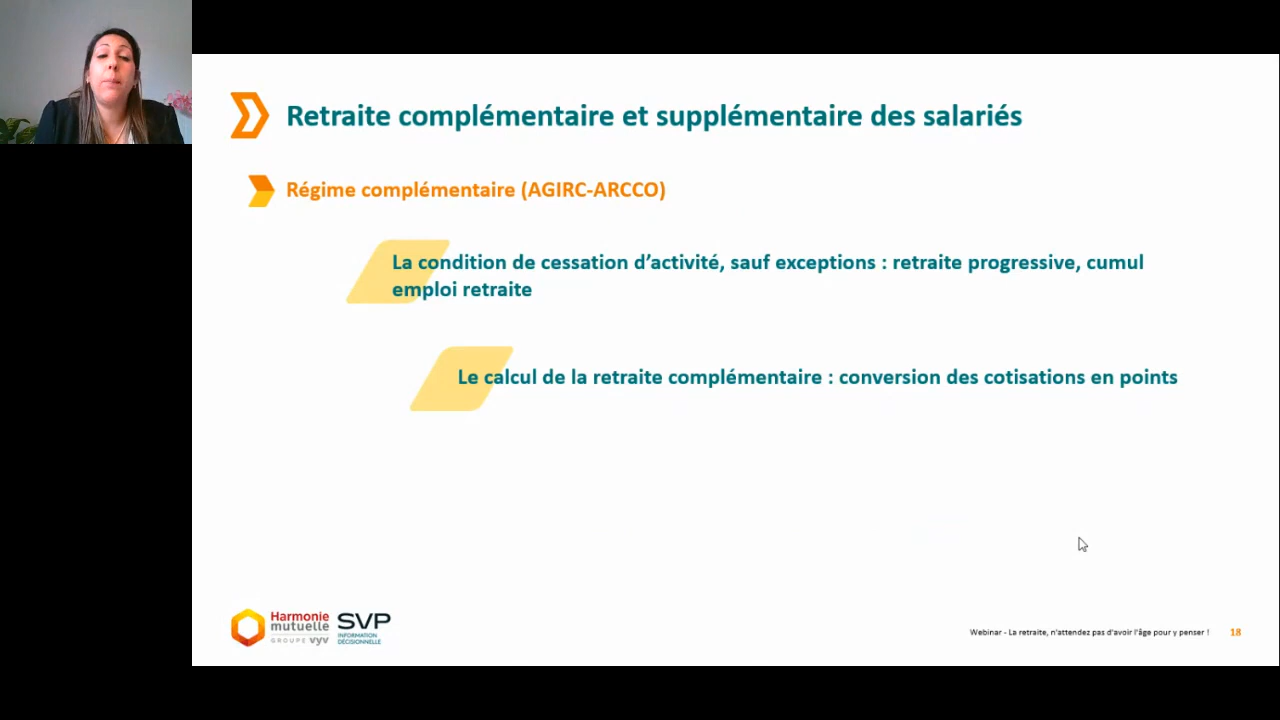 Retraite complémentaire et supplémentaire des salariés
Régime complémentaire (AGIRC-ARCCO)
La condition de cessation d’activité, sauf exceptions : retraite progressive, cumul
emploi retraite
Le calcul de la retraite complémentaire : conversion des cotisations en points
Harmonie
mutuelle
GROUPE vyv
SVP
INFORMATION
DÉCISIONNELLE
Webinar - La retraite, n'attendez pas d'avoir l'âge pour y penser ! 18